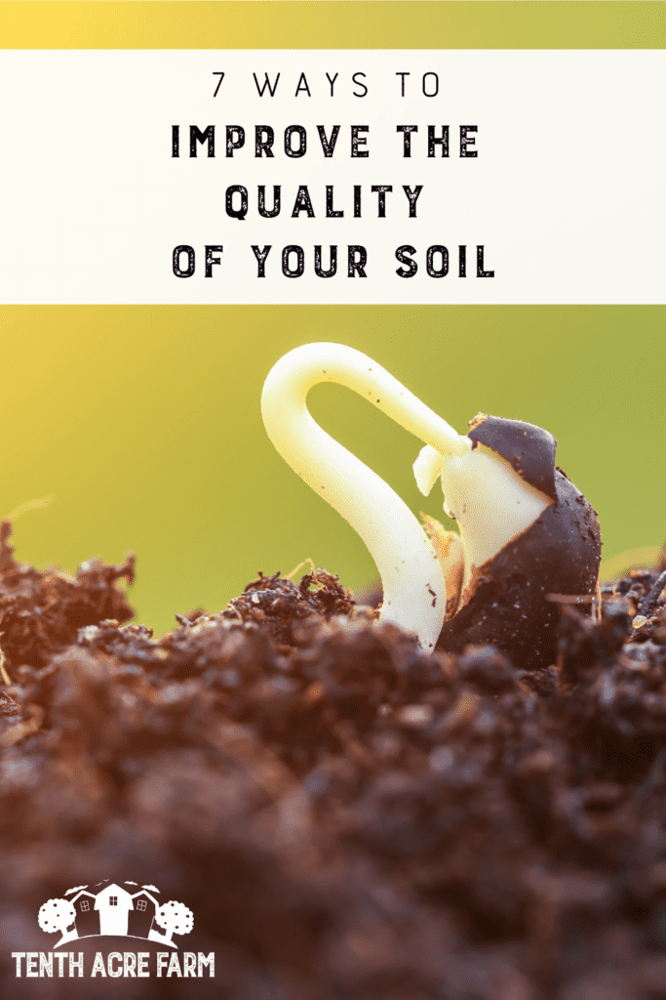 7 WAYS TO
IMPROVE THE
QUALITY
OF YOUR SOIL
TENTH ACRE FARM